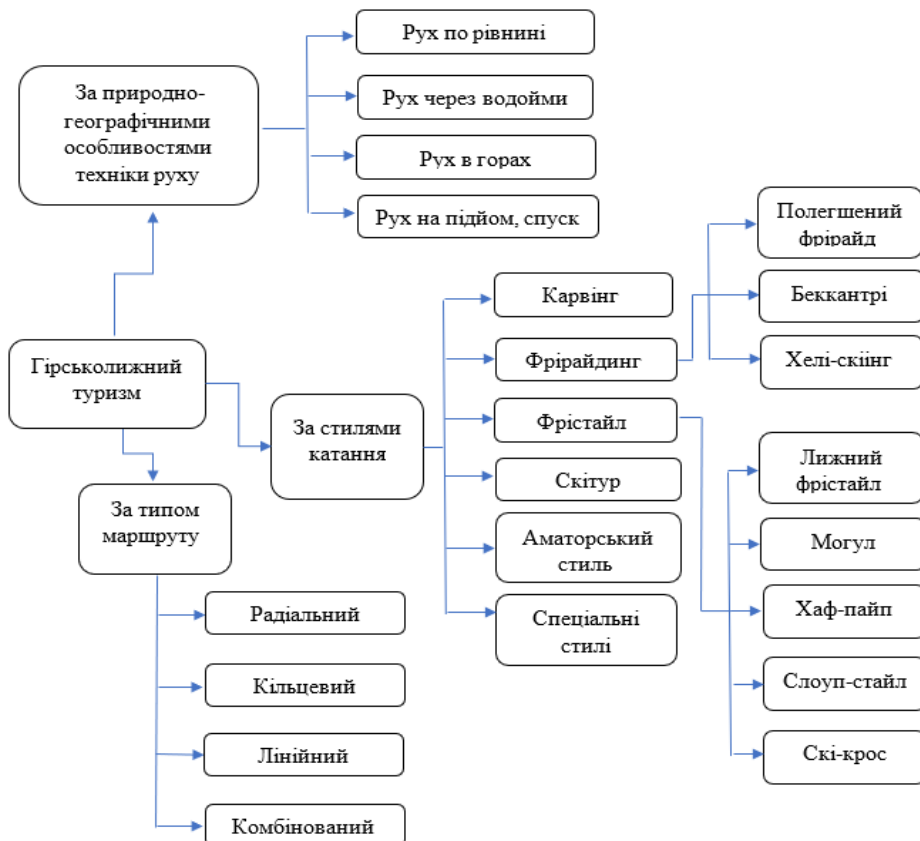 За природно-
географічними
особливостями
техніки руху
Рух по рівнині
Рух через водойми
Рух в горах
Рух на підйом, спуск
Гірськолижний
туризм
За стилями
катання
Карвінг
Фрірайдинг
Фрістайл
Скітур
Аматорський
стиль
Спеціальні
стилі
Полегшений
фрірайд
Беккантрі
Хелі-скіінг
Лижний
фрістайл
Могул
Хаф-пайп
Слоуп-стайл
Скі-крос
За типом
маршруту
Радіальний
Кільцевий
Лінійний
Комбінований